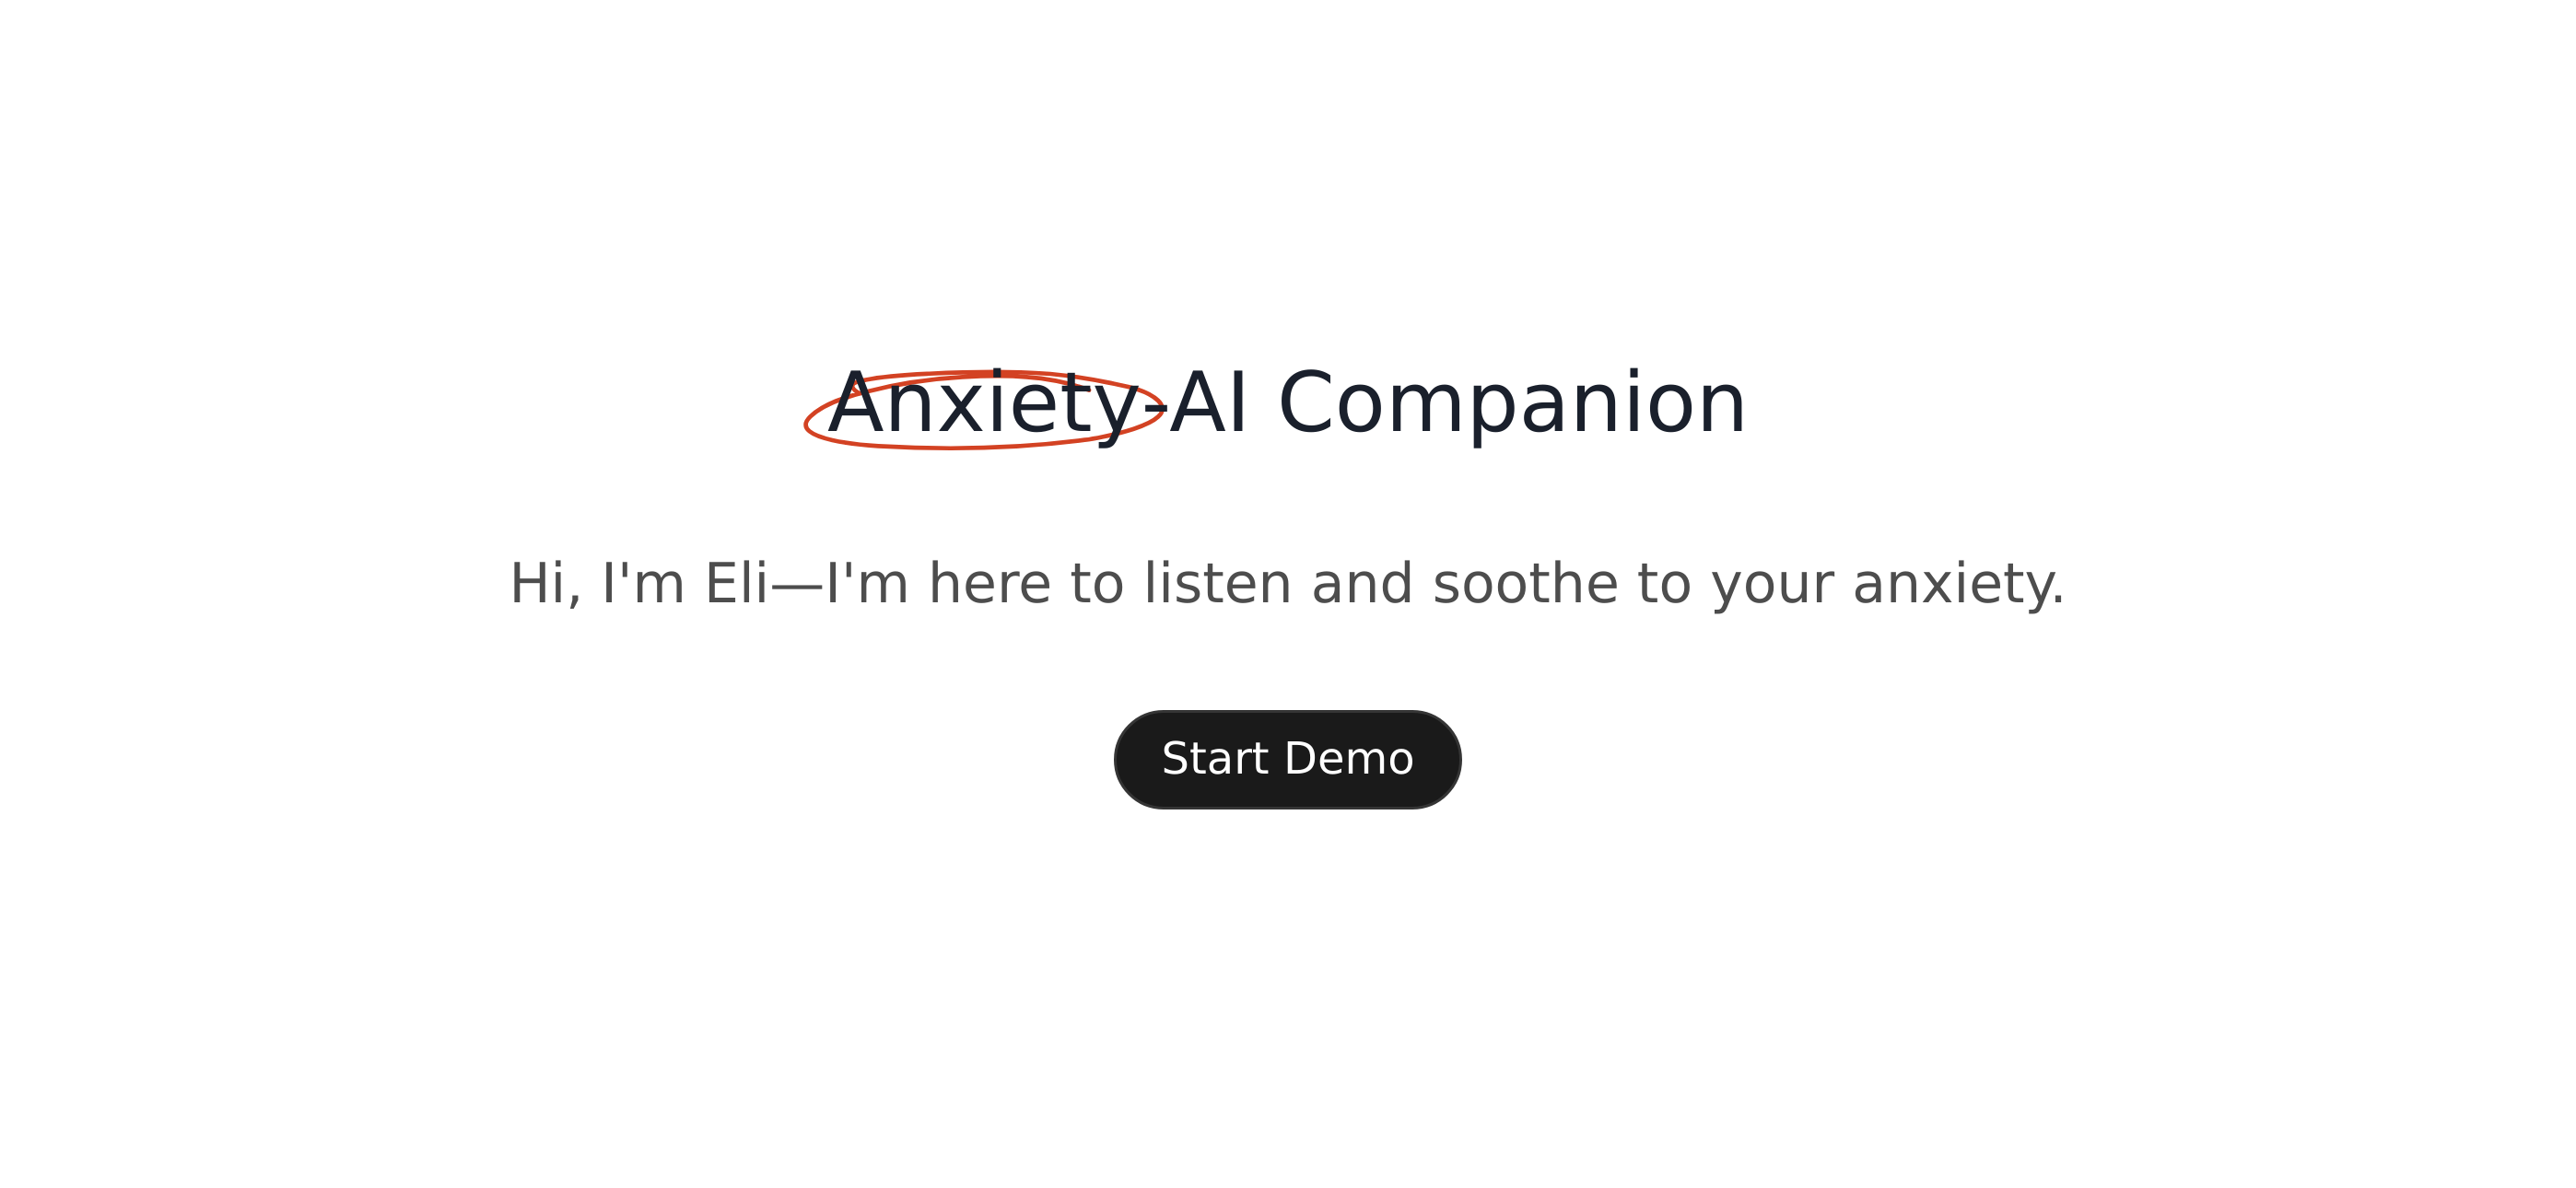 Anxiety-AI Companion
Hi, I'm Eli—I'm here to listen and soothe to your anxiety.
Start Demo